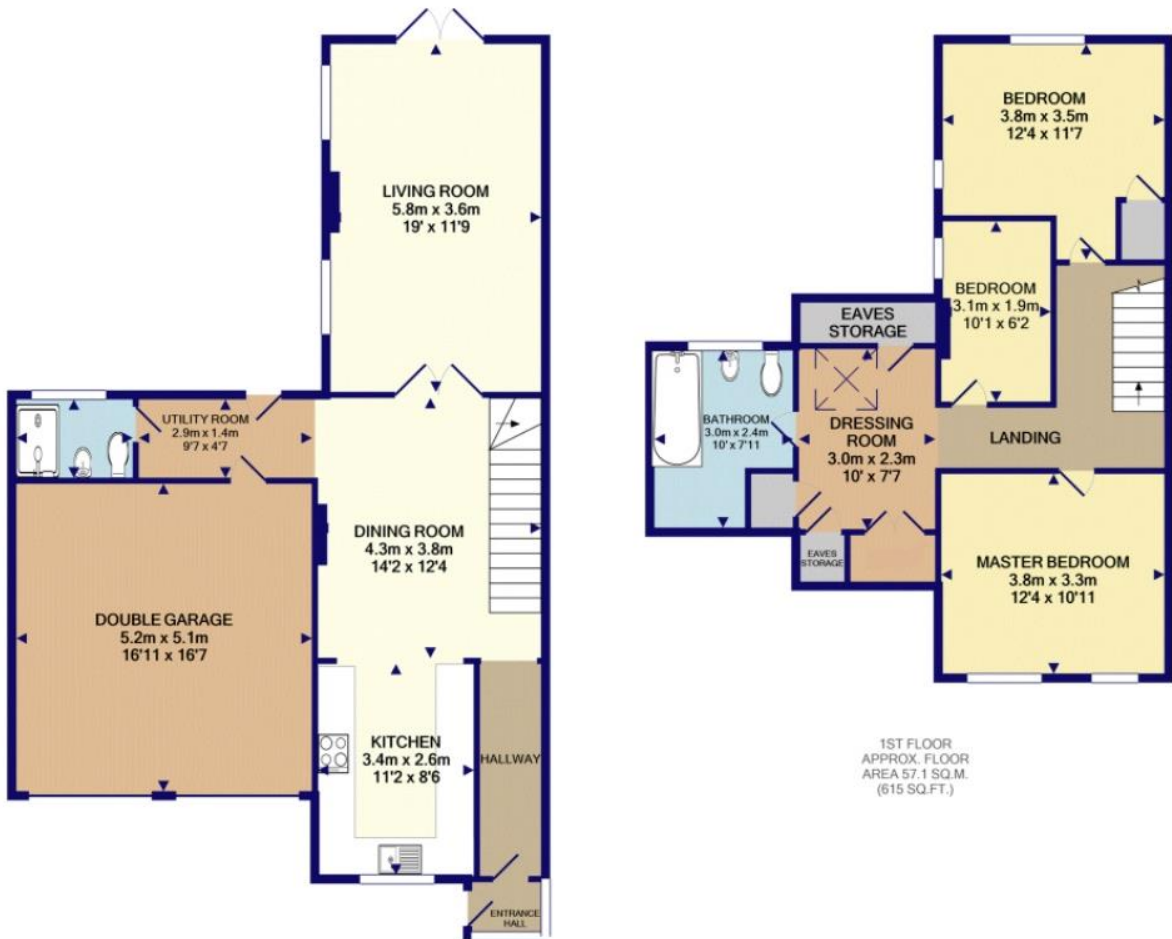 LIVING ROOM
5.8m x 3.6m
19' x 11'9
UTILITY ROOM
2.9m x 1.4m
9'7 x 4'7
DINING ROOM
4.3m x 3.8m
14'2 x 12'4
DOUBLE GARAGE
5.2m x 5.1m
16'11 x 16'7
KITCHEN
3.4m x 2.6m
11'2 x 8'6
HALLWAY
ENTRANCE
HALL
BEDROOM
3.8m x 3.5m
12'4 x 11'7
BEDROOM
3.1m x 1.9m
10'1 x 6'2
EAVES
STORAGE
BATHROOM
3.0m x 2.4m
10' x 7'11
DRESSING
ROOM
3.0m x 2.3m
10' x 7'7
LANDING
EAVES
STORAGE
MASTER BEDROOM
3.8m x 3.3m
12'4 x 10'11
1ST FLOOR
APPROX. FLOOR
AREA 57.1 SQ.M.
(615 SQ.FT.)